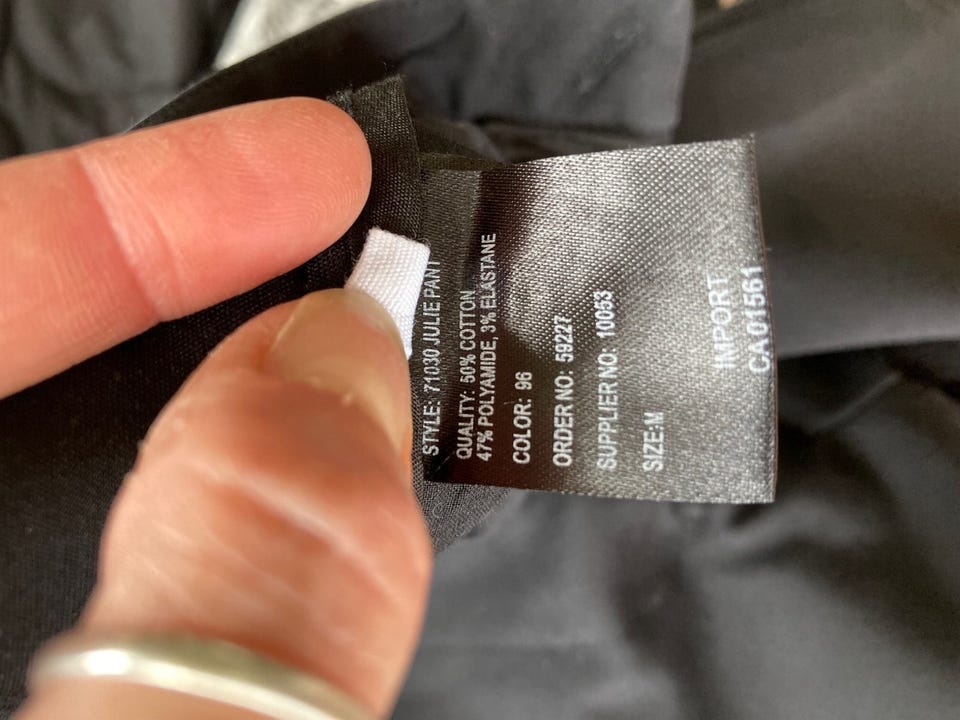 STYLE: 71030 JULIE PANT
QUALITY: 50% COTTON
47% POLYAMIDE, 3% ELASTANE
COLOR: 96
ORDER NO: 59227
SUPPLIER NO: 10053
SIZE:M
IMPORT
CA01561